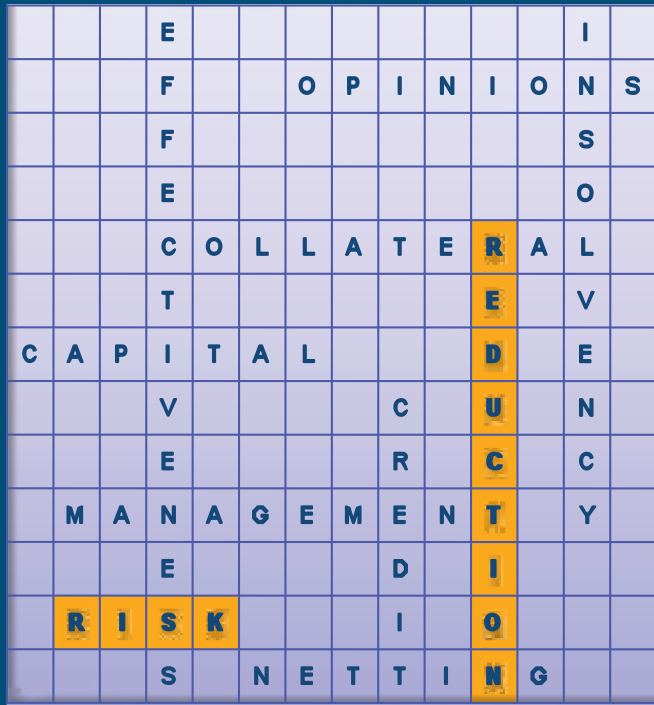 EFFECTIVENESS
INSOLVENCY
OPINIONS
COLLATERAL
REDUCTION
CAPITAL
CREDIT
MANAGEMENT
RISK
NETTING